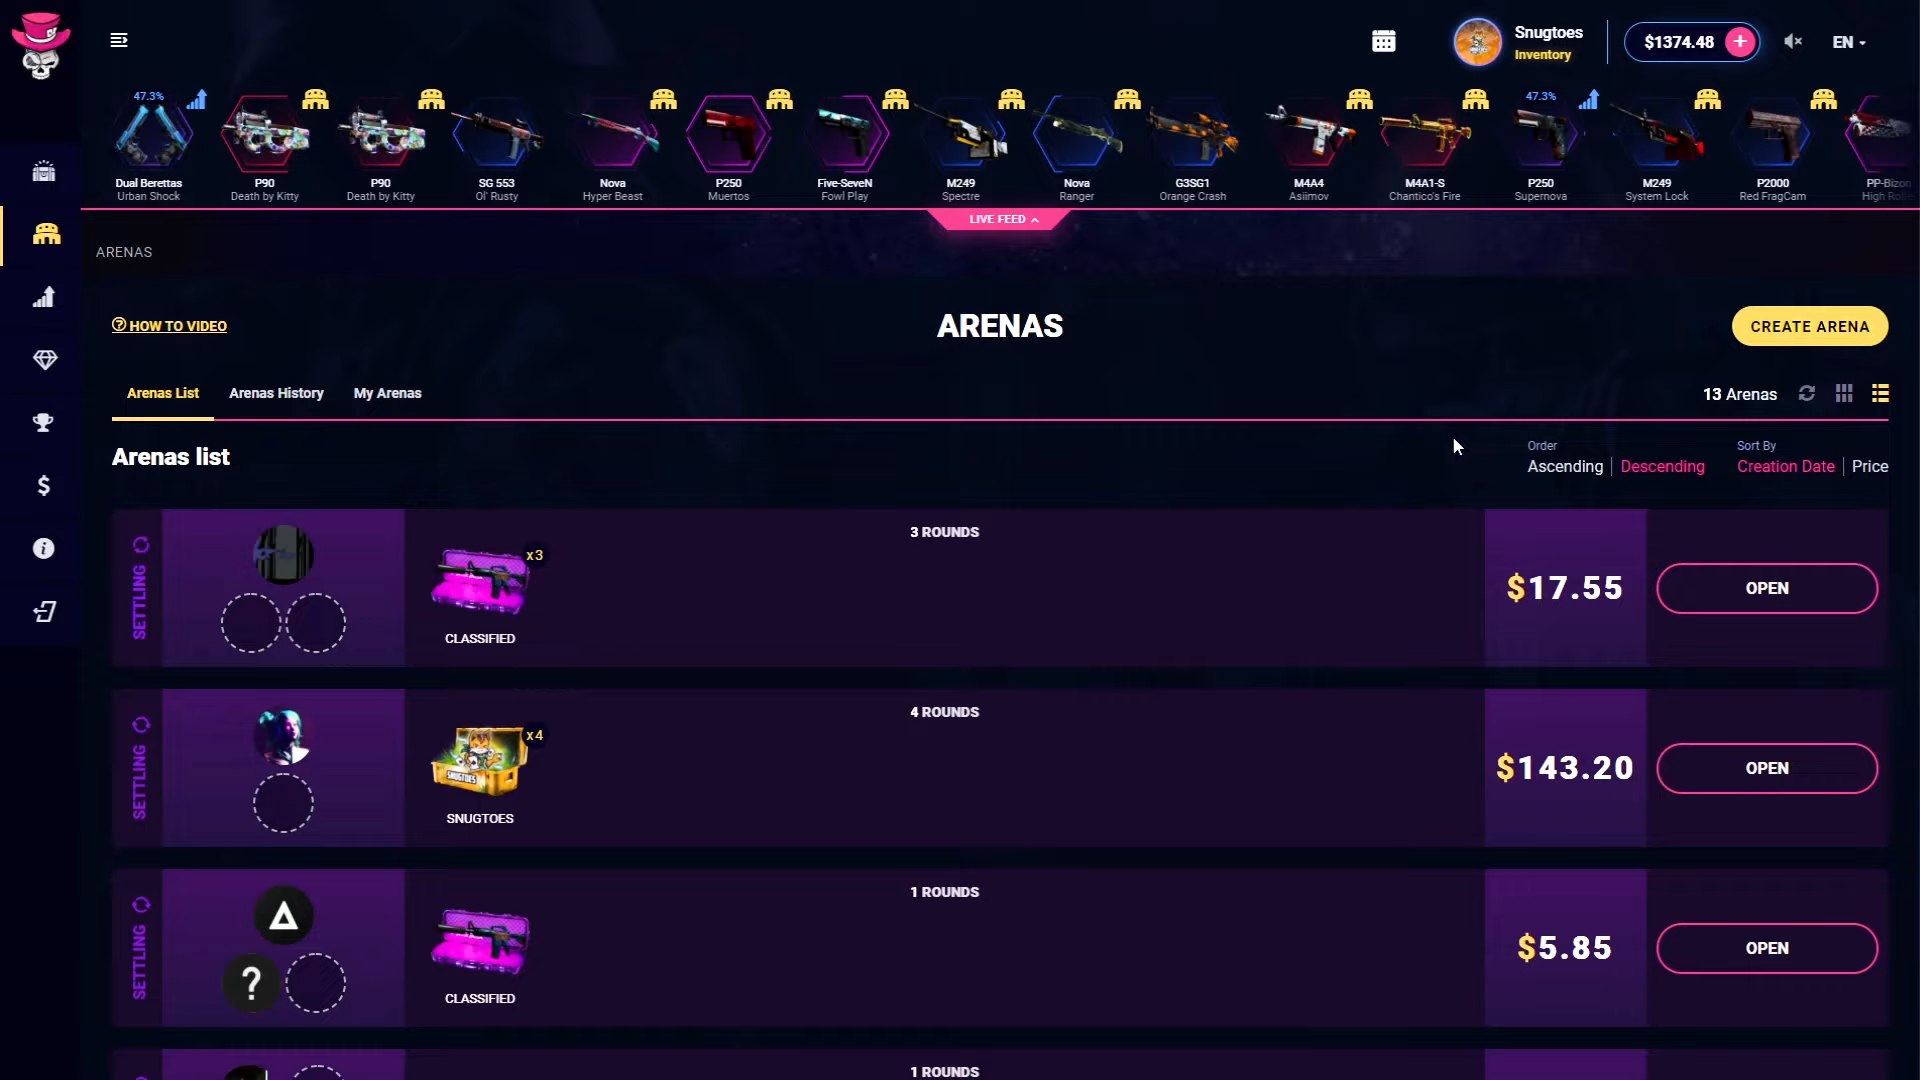 Snugtoes
Inventory
$1374.48
EN
47.3%
47.3%
Dual Berettas
Urban Shock
P90
Death by Kitty
P90
Death by Kitty
SG 553
Ol' Rusty
Nova
Hyper Beast
P250
Muertos
Five-SeveN
Fowl Play
M249
Spectre
Nova
Ranger
G3SG1
Orange Crash
M4A4
Asiimov
M4A1-S
Chantico's Fire
P250
Supernova
M249
System Lock
P2000
Red FragCam
PP-Bizon
High
LIVE FEED
ARENAS
HOW TO VIDEO
ARENAS
CREATE ARENA
Arenas List
Arenas History
My Arenas
13 Arenas
Arenas list
Order
Ascending | Descending
Sort By
Creation Date | Price
SETTLING
3 ROUNDS
x3
CLASSIFIED
$17.55
OPEN
SETTLING
4 ROUNDS
x4
SNUGTOES
SNUGTOES
$143.20
OPEN
SETTLING
?
1 ROUNDS
CLASSIFIED
$5.85
OPEN
1 ROUNDS